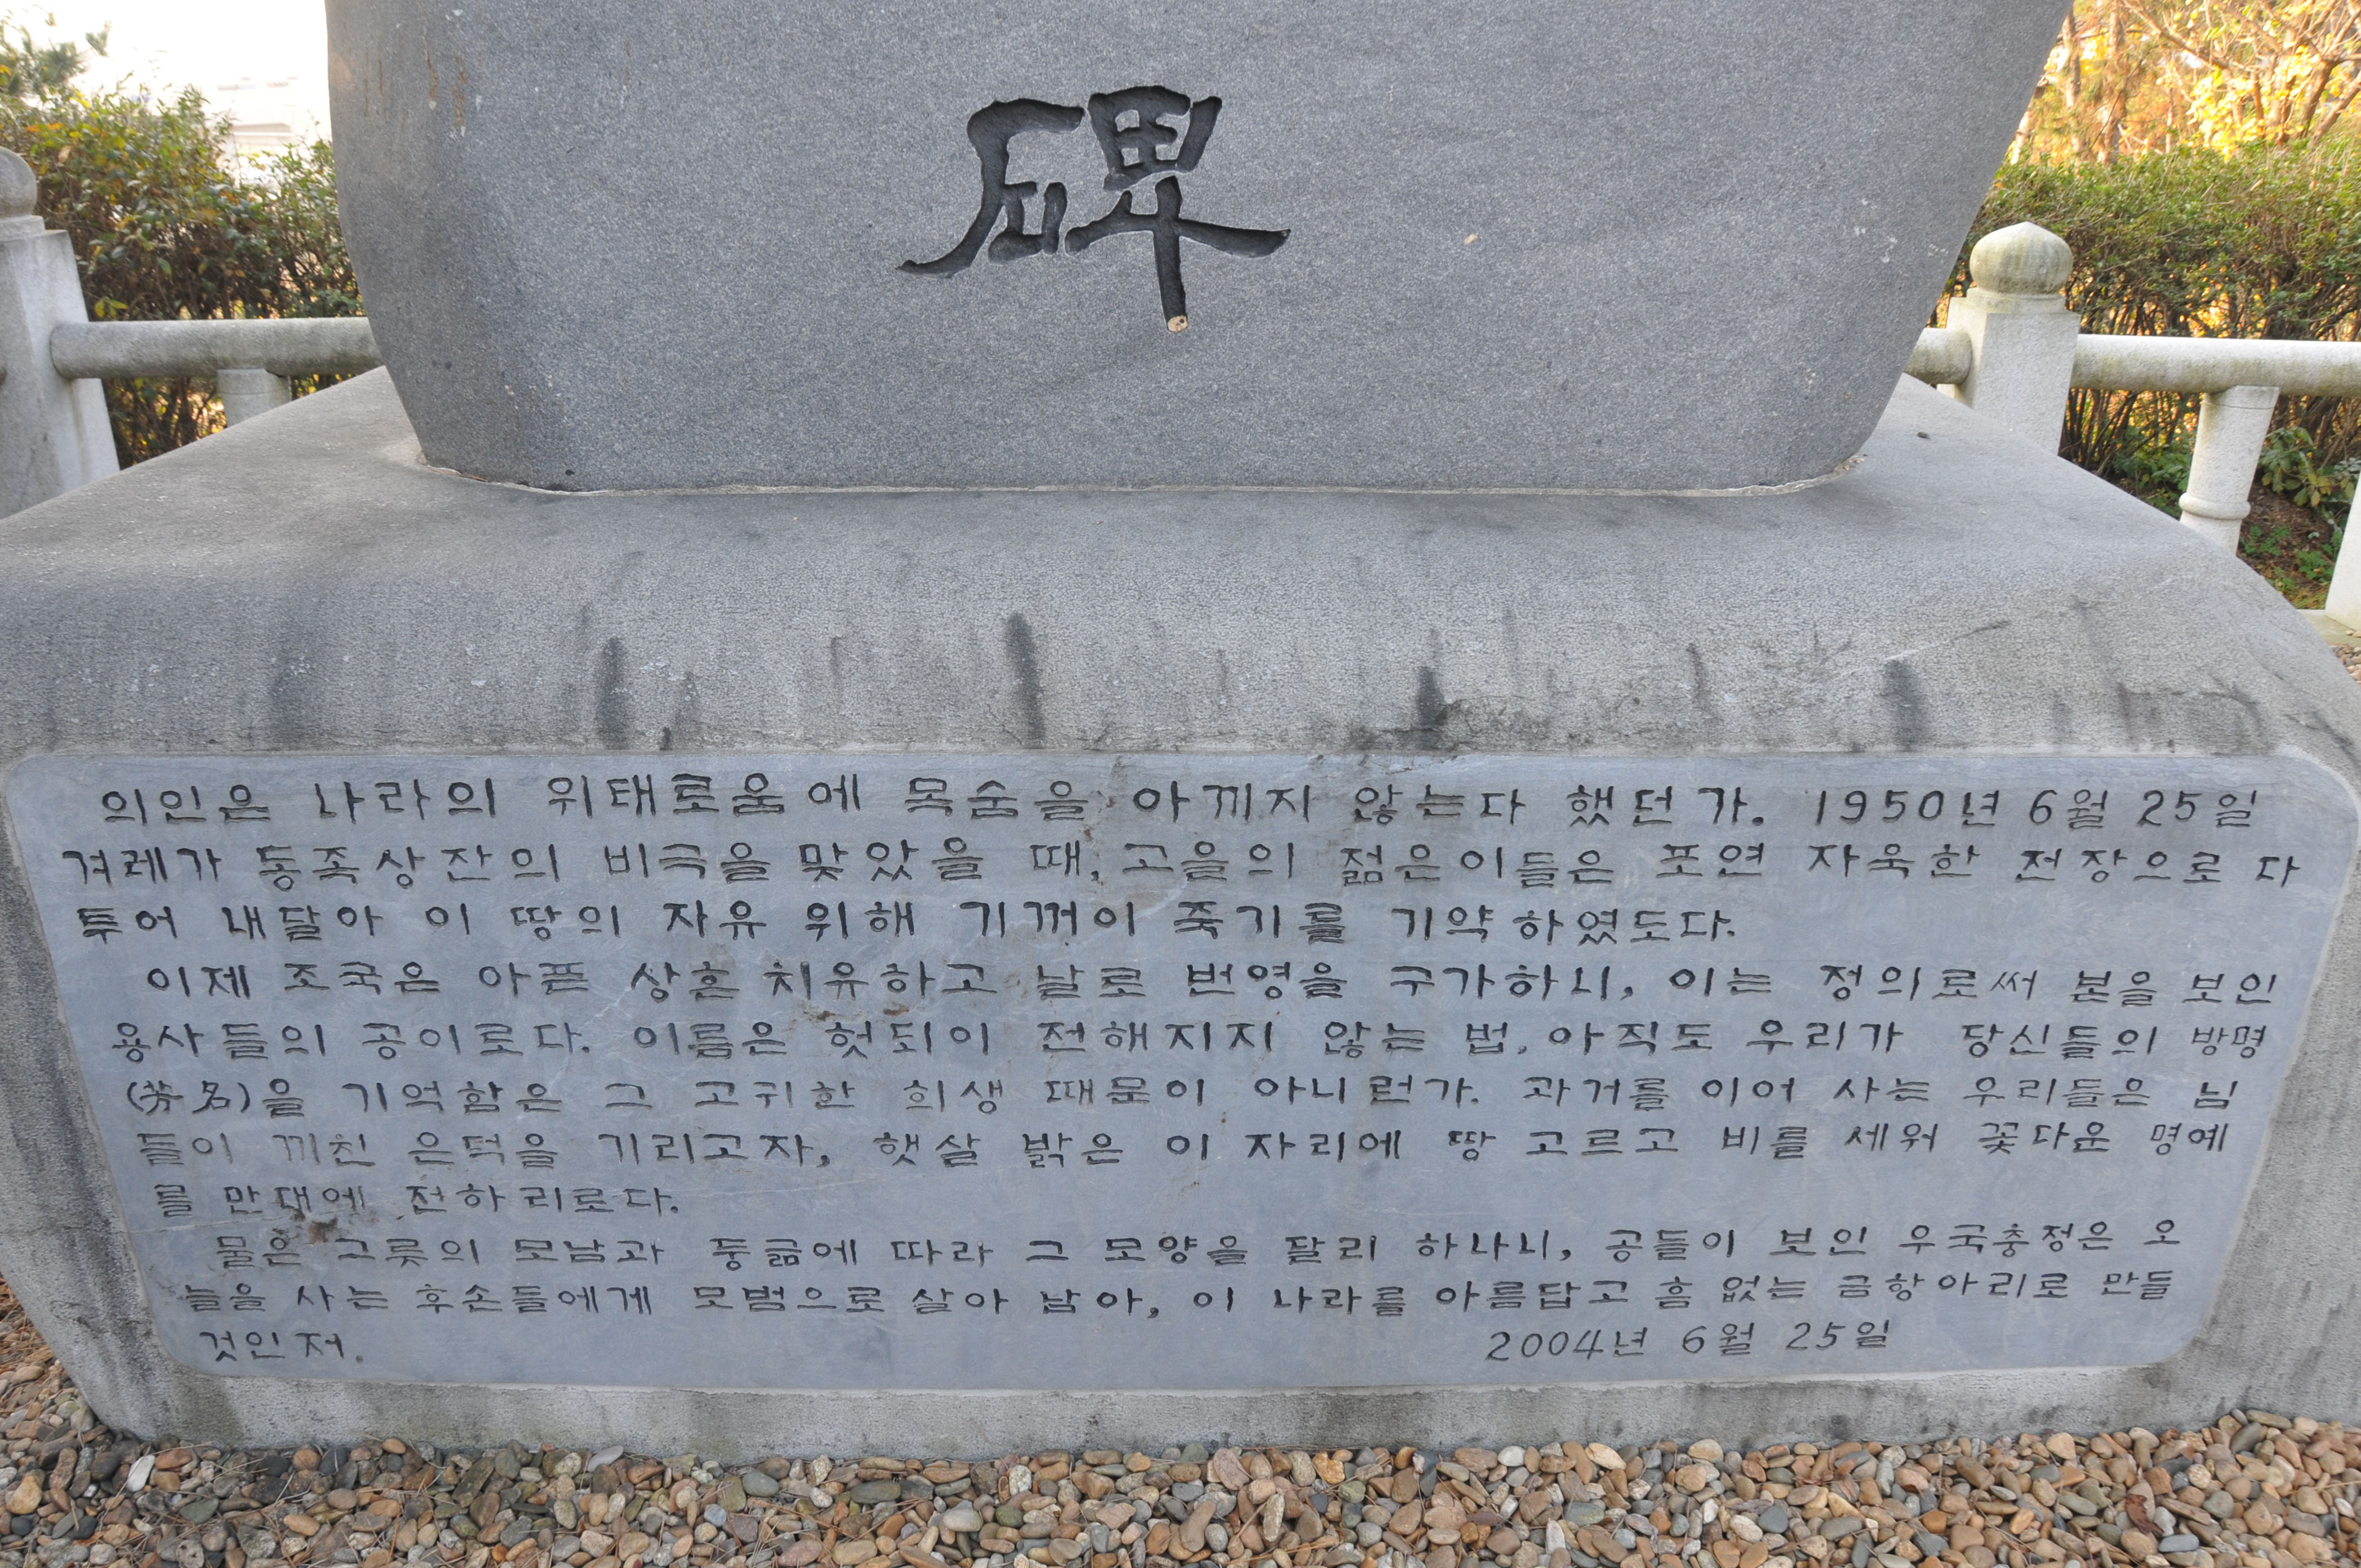 碑
의인은 나라의 위태로움에 목숨을 아끼지 않는다 했던가. 1950년 6월 25일
겨레가 동족상잔의 비극을 맞았을 때, 고을의 젊은이들은 포연 자욱한 전장으로 다
투어 내달아 이 땅의 자유 위해 기꺼이 죽기를 기약하였도다.
이제 조국은 아픈 상흔 치유하고 날로 번영을 구가하니, 이는 정의로써 본을 보인
용사들의 공이로다. 이름은 헛되이 전해지지 않는 법, 아직도 우리가 당신들의 방명
(芳名)을 기억함은 그 고귀한 희생 때문이 아니런가. 과거를 이어 사는 우리들은 님
들이 끼친 은덕을 기리고자, 햇살 밝은 이 자리에 땅 고르고 비를 세워 꽃다운 명예
를 만대에 전하리로다.
물은 그릇의 모남과 둥긂에 따라 그 모양을 달리 하나니, 공들이 보인 우국충정은 오
늘을 사는 후손들에게 모범으로 살아 남아, 이 나라를 아름답고 흠 없는 금항아리로 만들
것인저.
2004년 6월 25일